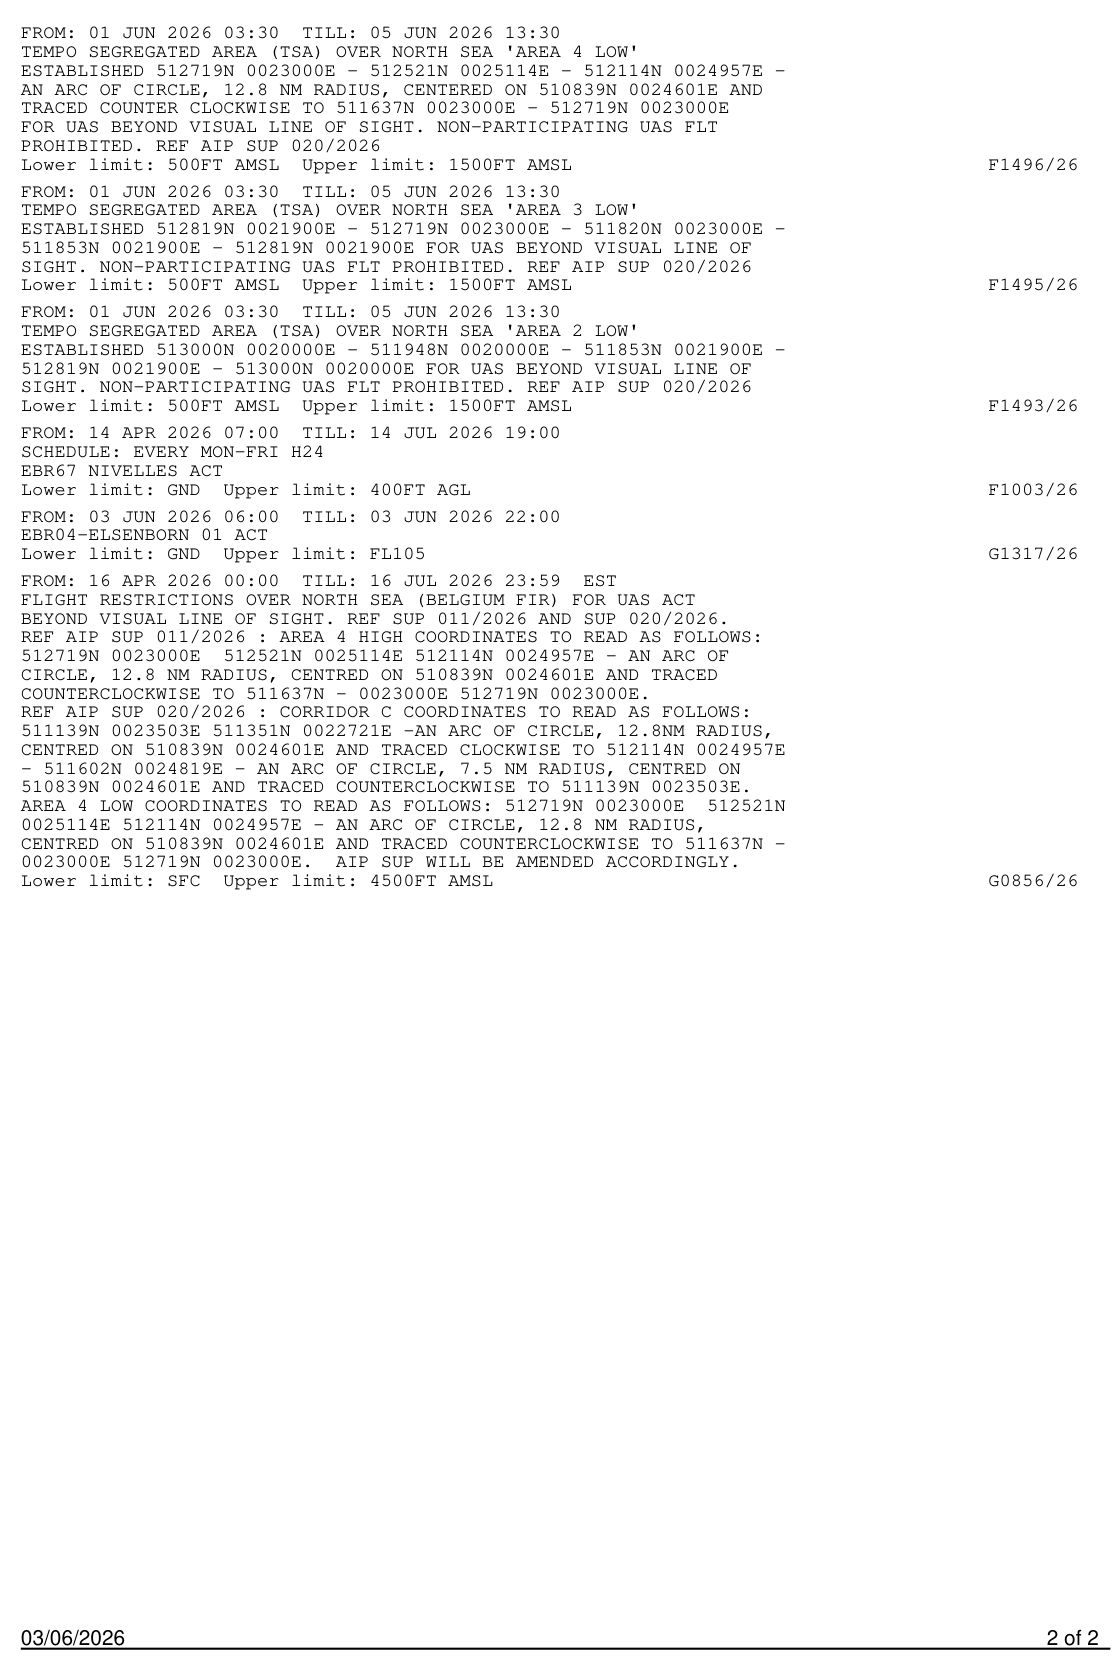 FROM: 01 JUN 2026 03:30  TILL: 05 JUN 2026 13:30
TEMPO SEGREGATED AREA (TSA) OVER NORTH SEA 'AREA 4 LOW'
ESTABLISHED 512719N 0023000E - 512521N 0025114E - 512114N 0024957E -
AN ARC OF CIRCLE, 12.8 NM RADIUS, CENTERED ON 510839N 0024601E AND
TRACED COUNTER CLOCKWISE TO 511637N 0023000E - 512719N 0023000E
FOR UAS BEYOND VISUAL LINE OF SIGHT. NON-PARTICIPATING UAS FLT
PROHIBITED. REF AIP SUP 020/2026
Lower limit: 500FT AMSL  Upper limit: 1500FT AMSL F1496/26
FROM: 01 JUN 2026 03:30  TILL: 05 JUN 2026 13:30
TEMPO SEGREGATED AREA (TSA) OVER NORTH SEA 'AREA 3 LOW'
ESTABLISHED 512819N 0021900E - 512719N 0023000E - 511820N 0023000E -
511853N 0021900E - 512819N 0021900E FOR UAS BEYOND VISUAL LINE OF
SIGHT. NON-PARTICIPATING UAS FLT PROHIBITED. REF AIP SUP 020/2026
Lower limit: 500FT AMSL  Upper limit: 1500FT AMSL F1495/26
FROM: 01 JUN 2026 03:30  TILL: 05 JUN 2026 13:30
TEMPO SEGREGATED AREA (TSA) OVER NORTH SEA 'AREA 2 LOW'
ESTABLISHED 513000N 0020000E - 511948N 0020000E - 511853N 0021900E -
512819N 0021900E - 513000N 0020000E FOR UAS BEYOND VISUAL LINE OF
SIGHT. NON-PARTICIPATING UAS FLT PROHIBITED. REF AIP SUP 020/2026
Lower limit: 500FT AMSL  Upper limit: 1500FT AMSL F1493/26
FROM: 14 APR 2026 07:00  TILL: 14 JUL 2026 19:00
SCHEDULE: EVERY MON-FRI H24
EBR67 NIVELLES ACT
Lower limit: GND  Upper limit: 400FT AGL F1003/26
FROM: 03 JUN 2026 06:00  TILL: 03 JUN 2026 22:00
EBR04-ELSENBORN 01 ACT
Lower limit: GND  Upper limit: FL105 G1317/26
FROM: 16 APR 2026 00:00  TILL: 16 JUL 2026 23:59  EST
FLIGHT RESTRICTIONS OVER NORTH SEA (BELGIUM FIR) FOR UAS ACT
BEYOND VISUAL LINE OF SIGHT. REF SUP 011/2026 AND SUP 020/2026.
REF AIP SUP 011/2026 : AREA 4 HIGH COORDINATES TO READ AS FOLLOWS:
512719N 0023000E  512521N 0025114E 512114N 0024957E - AN ARC OF
CIRCLE, 12.8 NM RADIUS, CENTRED ON 510839N 0024601E AND TRACED
COUNTERCLOCKWISE TO 511637N - 0023000E 512719N 0023000E.
REF AIP SUP 020/2026 : CORRIDOR C COORDINATES TO READ AS FOLLOWS:
511139N 0023503E 511351N 0022721E -AN ARC OF CIRCLE, 12.8NM RADIUS,
CENTRED ON 510839N 0024601E AND TRACED CLOCKWISE TO 512114N 0024957E
- 511602N 0024819E - AN ARC OF CIRCLE, 7.5 NM RADIUS, CENTRED ON
510839N 0024601E AND TRACED COUNTERCLOCKWISE TO 511139N 0023503E.
AREA 4 LOW COORDINATES TO READ AS FOLLOWS: 512719N 0023000E  512521N
0025114E 512114N 0024957E - AN ARC OF CIRCLE, 12.8 NM RADIUS,
CENTRED ON 510839N 0024601E AND TRACED COUNTERCLOCKWISE TO 511637N -
0023000E 512719N 0023000E.  AIP SUP WILL BE AMENDED ACCORDINGLY.
Lower limit: SFC  Upper limit: 4500FT AMSL G0856/26
03/06/2026 2 of 2